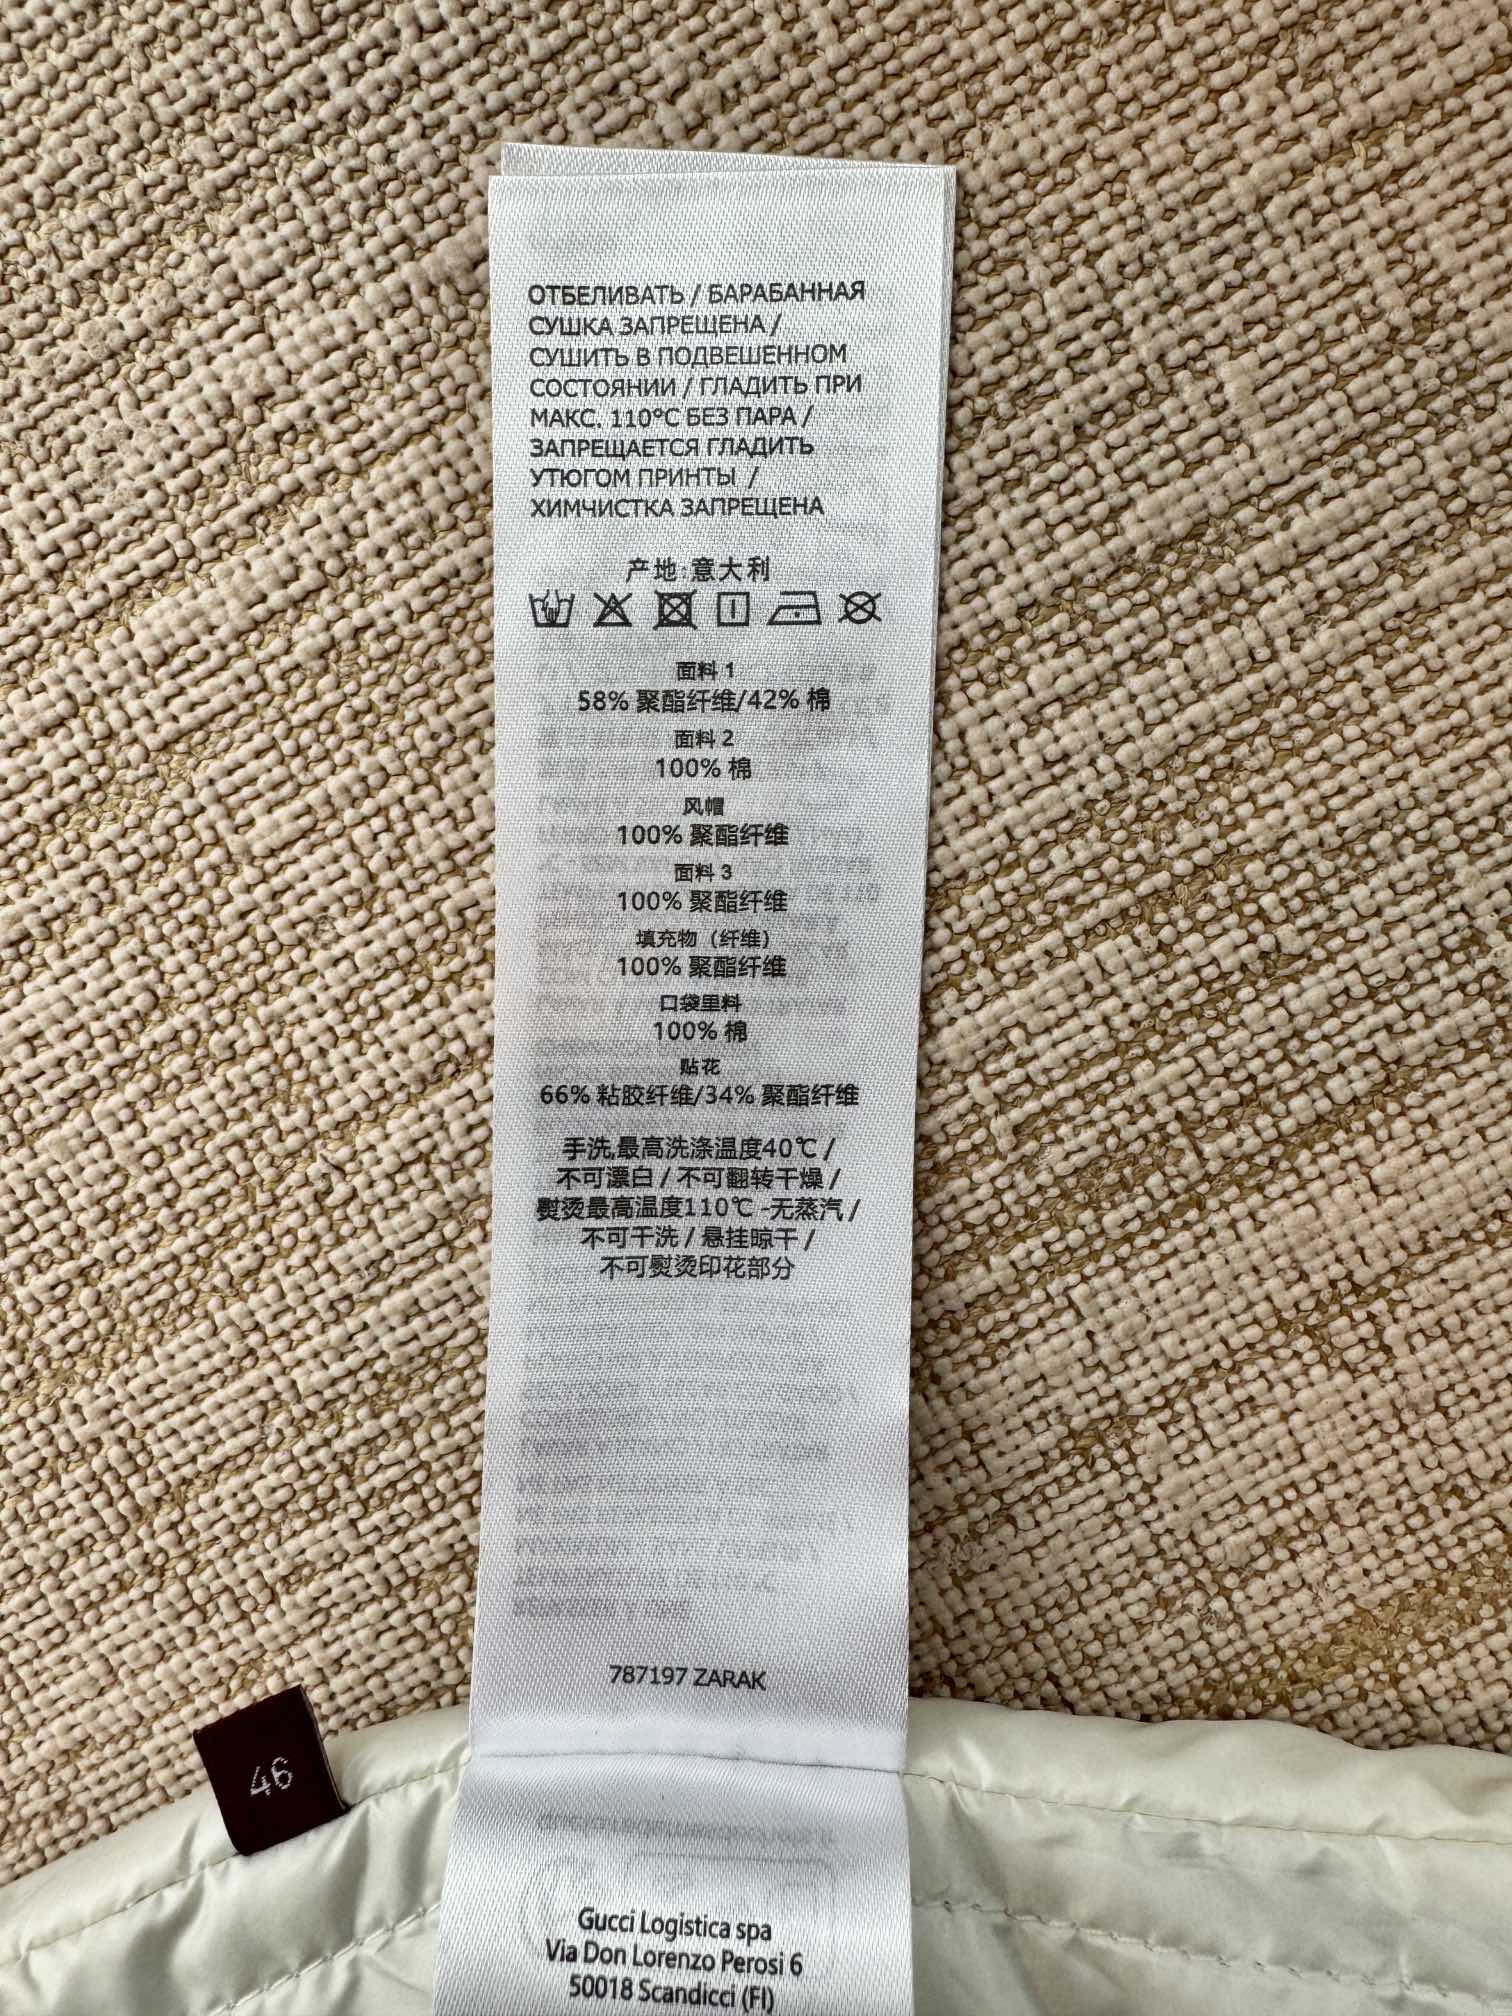 ОТБЕЛИВАТЬ / БАРАБАННАЯ
СУШКА ЗАПРЕЩЕНА /
СУШИТЬ В ПОДВЕШЕННОМ
СОСТОЯНИИ / ГЛАДИТЬ ПРИ
МАКС. 110°C БЕЗ ПАРА /
ЗАПРЕЩАЕТСЯ ГЛАДИТЬ
УТЮГОМ ПРИНТЫ /
ХИМЧИСТКА ЗАПРЕЩЕНА
产地:意大利
面料 1
58% 聚酯纤维/42% 棉
面料 2
100% 棉
风帽
100% 聚酯纤维
面料 3
100% 聚酯纤维
填充物（纤维）
100% 聚酯纤维
口袋里料
100% 棉
贴花
66% 粘胶纤维/34% 聚酯纤维
手洗,最高洗涤温度40℃ /
不可漂白 / 不可翻转干燥 /
熨烫最高温度110℃ -无蒸汽 /
不可干洗 / 悬挂晾干 /
不可熨烫印花部分
787197 ZARAK
46
Gucci Logistica spa
Via Don Lorenzo Perosi 6
50018 Scandicci (FI)